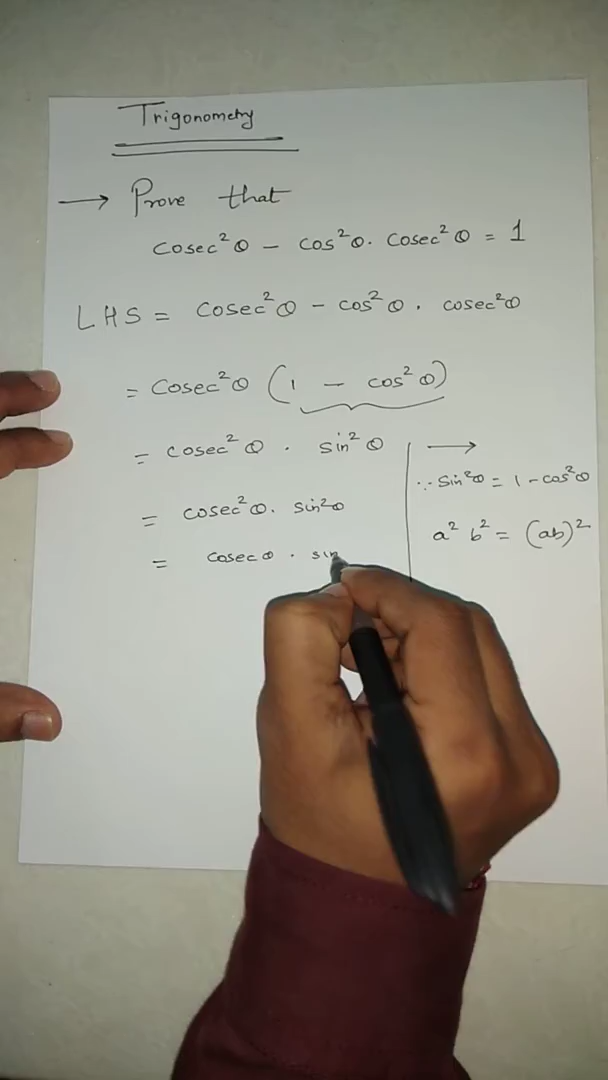 Trigonometry
→ Prove that
Cosec²θ - cos²θ. Cosec²θ = 1
LHS = Cosec²θ - cos²θ . cosec²θ
= Cosec²θ (1 - cos²θ)
= cosec²θ . sin²θ
→
∵ sin²θ = 1 - cos²θ
= cosec²θ. sin²θ
a² b² = (ab)²
= cosecθ . sin